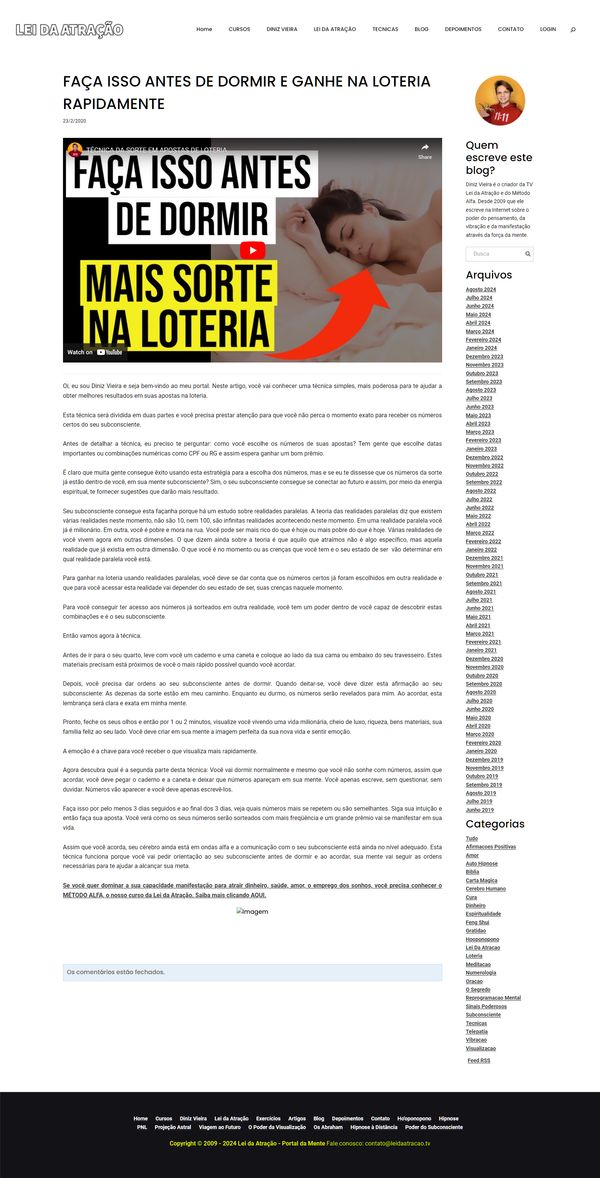 LEI DA ATRAÇÃO
Home CURSOS DINIZ VIEIRA LEI DA ATRAÇÃO TECNICAS BLOG DEPOIMENTOS CONTATO LOGIN
FAÇA ISSO ANTES DE DORMIR E GANHE NA LOTERIA
RAPIDAMENTE
23/2/2020
TÉCNICA DA SORTE EM APOSTAS DE LOTERIA
Share
FAÇA ISSO ANTES
DE DORMIR
MAIS SORTE
NA LOTERIA
Watch on YouTube
Oi, eu sou Diniz Vieira e seja bem-vindo ao meu portal. Neste artigo, você vai conhecer uma técnica simples, mais poderosa para te ajudar a
obter melhores resultados em suas apostas na loteria.
Esta técnica será dividida em duas partes e você precisa prestar atenção para que você não perca o momento exato para receber os números
certos do seu subconsciente.
Antes de detalhar a técnica, eu preciso te perguntar: como você escolhe os números de suas apostas? Tem gente que escolhe datas
importantes ou combinações numéricas como CPF ou RG e assim espera ganhar um bom prêmio.
É claro que muita gente consegue êxito usando esta estratégia para a escolha dos números, mas e se eu te dissesse que os números da sorte
já estão dentro de você, em sua mente subconsciente? Sim, o seu subconsciente consegue se conectar ao futuro e assim, por meio da energia
espiritual, te fornecer sugestões que darão mais resultado.
Seu subconsciente consegue esta façanha porque há um estudo sobre realidades paralelas. A teoria das realidades paralelas diz que existem
várias realidades neste momento, não são 10, nem 100, são infinitas realidades acontecendo neste momento. Em uma realidade paralela você
já é milionário. Em outra, você é pobre e mora na rua. Você pode ser mais rico do que é hoje ou mais pobre do que é hoje. Várias realidades de
você vivem agora em outras dimensões. O que dizem ainda sobre a teoria é que aquilo que atraímos não é algo específico, mas aquela
realidade que já existia em outra dimensão. O que você é no momento ou as crenças que você tem e o seu estado de ser vão determinar em
qual realidade paralela você está.
Para ganhar na loteria usando realidades paralelas, você deve se dar conta que os números certos já foram escolhidos em outra realidade e
que para você acessar esta realidade vai depender do seu estado de ser, suas crenças naquele momento.
Para você conseguir ter acesso aos números já sorteados em outra realidade, você tem um poder dentro de você capaz de descobrir estas
combinações e é o seu subconsciente.
Então vamos agora à técnica.
Antes de ir para o seu quarto, leve com você um caderno e uma caneta e coloque ao lado da sua cama ou embaixo do seu travesseiro. Estes
materiais precisam está próximos de você o mais rápido possível quando você acordar.
Depois, você precisa dar ordens ao seu subconsciente antes de dormir. Quando deitar-se, você deve dizer esta afirmação ao seu
subconsciente: As dezenas da sorte estão em meu caminho. Enquanto eu durmo, os números serão revelados para mim. Ao acordar, esta
lembrança será clara e exata em minha mente.
Pronto, feche os seus olhos e então por 1 ou 2 minutos, visualize você vivendo uma vida milionária, cheio de luxo, riqueza, bens materiais, sua
família feliz ao seu lado. Você deve criar em sua mente a imagem perfeita da sua nova vida e sentir emoção.
A emoção é a chave para você receber o que visualiza mais rapidamente.
Agora descubra qual é a segunda parte desta técnica: Você vai dormir normalmente e mesmo que você não sonhe com números, assim que
acordar, você deve pegar o caderno e a caneta e deixar que números apareçam em sua mente. Você apenas escreve, sem questionar, sem
duvidar. Números vão aparecer e você deve apenas escrevê-los.
Faça isso por pelo menos 3 dias seguidos e ao final dos 3 dias, veja quais números mais se repetem ou são semelhantes. Siga sua intuição e
então faça sua aposta. Você verá como os seus números serão sorteados com mais freqüência e um grande prêmio vai se manifestar em sua
vida.
Assim que você acorda, seu cérebro ainda está em ondas alfa e a comunicação com o seu subconsciente está ainda no nível adequado. Esta
técnica funciona porque você vai pedir orientação ao seu subconsciente antes de dormir e ao acordar, sua mente vai seguir as ordens
necessárias para te ajudar a alcançar sua meta.
Se você quer dominar a sua capacidade manifestação para atrair dinheiro, saúde, amor, o emprego dos sonhos, você precisa conhecer o
MÉTODO ALFA, o nosso curso da Lei da Atração. Saiba mais clicando AQUI.
Imagem
Os comentários estão fechados.
11:11
Quem
escreve este
blog?
Diniz Vieira é o criador da TV
Lei da Atração e do Método
Alfa. Desde 2009 que ele
escreve na Internet sobre o
poder do pensamento, da
vibração e da manifestação
através da força da mente.
Busca
Arquivos
Agosto 2024
Julho 2024
Junho 2024
Maio 2024
Abril 2024
Março 2024
Fevereiro 2024
Janeiro 2024
Dezembro 2023
Novembro 2023
Outubro 2023
Setembro 2023
Agosto 2023
Julho 2023
Junho 2023
Maio 2023
Abril 2023
Março 2023
Fevereiro 2023
Janeiro 2023
Dezembro 2022
Novembro 2022
Outubro 2022
Setembro 2022
Agosto 2022
Julho 2022
Junho 2022
Maio 2022
Abril 2022
Março 2022
Fevereiro 2022
Janeiro 2022
Dezembro 2021
Novembro 2021
Outubro 2021
Setembro 2021
Agosto 2021
Julho 2021
Junho 2021
Maio 2021
Abril 2021
Março 2021
Fevereiro 2021
Janeiro 2021
Dezembro 2020
Novembro 2020
Outubro 2020
Setembro 2020
Agosto 2020
Julho 2020
Junho 2020
Maio 2020
Abril 2020
Março 2020
Fevereiro 2020
Janeiro 2020
Dezembro 2019
Novembro 2019
Outubro 2019
Setembro 2019
Agosto 2019
Julho 2019
Junho 2019
Categorias
Tudo
Afirmacoes Positivas
Amor
Auto Hipnose
Biblia
Carta Magica
Cerebro Humano
Cura
Dinheiro
Espiritualidade
Feng Shui
Gratidao
Hooponopono
Lei Da Atracao
Loteria
Meditacao
Numerologia
Oracao
O Segredo
Reprogramacao Mental
Sinais Poderosos
Subconsciente
Tecnicas
Telepatia
Vibracao
Visualizacao
Feed RSS
Home Cursos Diniz Vieira Lei da Atração Exercícios Artigos Blog Depoimentos Contato Ho'oponopono Hipnose
PNL Projeção Astral Viagem ao Futuro O Poder da Visualização Os Abraham Hipnose à Distância Poder do Subconsciente
Copyright © 2009 - 2024 Lei da Atração - Portal da Mente Fale conosco: contato@leidaatracao.tv